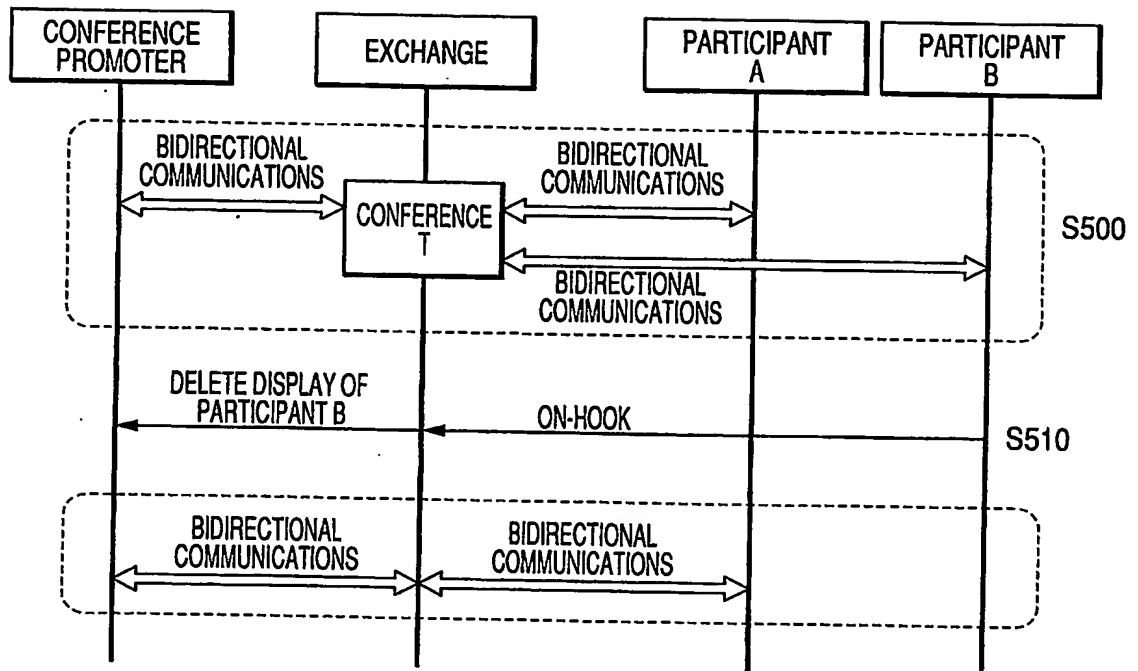 CONFERENCE
PROMOTER
EXCHANGE
PARTICIPANT
A
PARTICIPANT
B
BIDIRECTIONAL
COMMUNICATIONS
BIDIRECTIONAL
COMMUNICATIONS
CONFERENCE
T
S500
BIDIRECTIONAL
COMMUNICATIONS
DELETE DISPLAY OF
PARTICIPANT B
ON-HOOK
S510
BIDIRECTIONAL
COMMUNICATIONS
BIDIRECTIONAL
COMMUNICATIONS